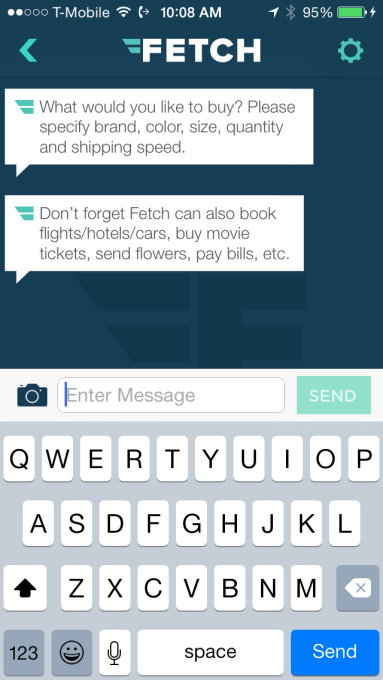 T-Mobile 10:08 AM 95%
FETCH
What would you like to buy? Please
specify brand, color, size, quantity
and shipping speed.
Don’t forget Fetch can also book
flights/hotels/cars, buy movie
tickets, send flowers, pay bills, etc.
Enter Message SEND
Q W E R T Y U I O P
A S D F G H J K L
Z X C V B N M
123 space Send